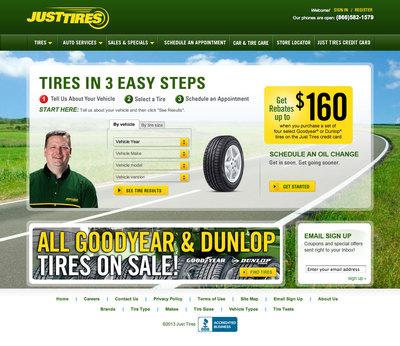 JUST TIRES
Welcome! SIGN IN / REGISTER
Our phones are open: (866)582-1579
TIRES AUTO SERVICES SALES & SPECIALS SCHEDULE AN APPOINTMENT CAR & TIRE CARE STORE LOCATOR JUST TIRES CREDIT CARD
TIRES IN 3 EASY STEPS
1 Tell Us About Your Vehicle 2 Select a Tire 3 Schedule an Appointment
START HERE: Tell us about your vehicle and then click "See Results".
By vehicle By tire size
Vehicle Year
Vehicle Make
Vehicle model
Vehicle version
SEE TIRE RESULTS
Get
Rebates
up to
$160
when you purchase a set of
four select Goodyear® or Dunlop®
tires on the Just Tires credit card
SCHEDULE AN OIL CHANGE
Get in soon. Get going sooner.
GET STARTED
ALL GOODYEAR & DUNLOP
TIRES ON SALE!
GOODYEAR DUNLOP
FIND TIRES
EMAIL SIGN UP
Coupons and special offers
sent right to your Inbox!
Enter your email address
sign up
Home Careers Contact Us Privacy Policy Terms of Use Site Map Email Sign Up About Us
Brands Tire Type Makes Tire Sizes Vehicle Types Tire Tests
©2013 Just Tires
BBB ACCREDITED
BUSINESS